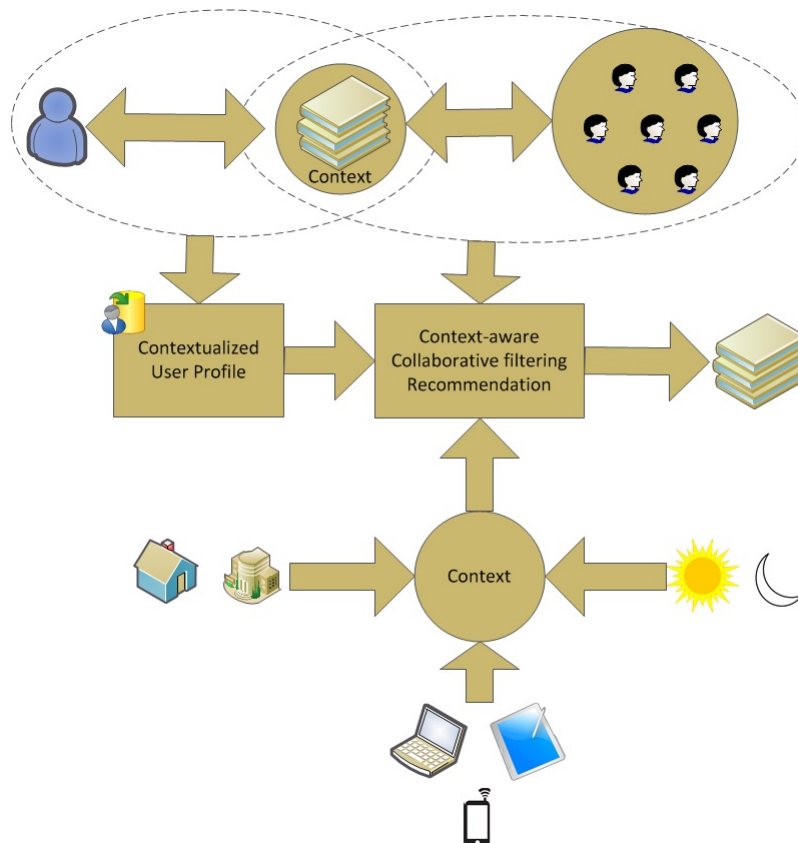 Context
Contextualized
User Profile
Context-aware
Collaborative filtering
Recommendation
Context